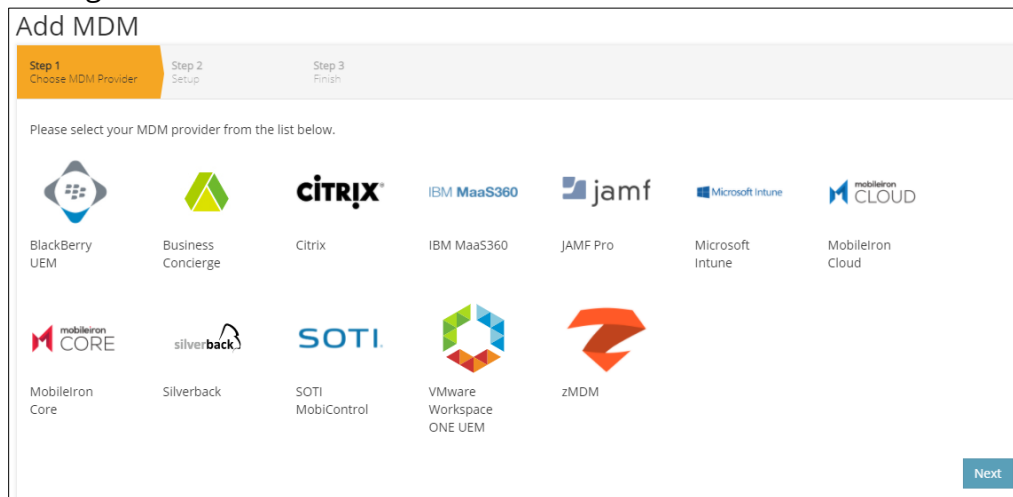 Add MDM
Step 1
Choose MDM Provider
Step 2
Setup
Step 3
Finish
Please select your MDM provider from the list below.
CİTRIX
IBM MaaS360
jamf
Microsoft Intune
mobileiron
CLOUD
BlackBerry
UEM
Business
Concierge
Citrix
IBM MaaS360
JAMF Pro
Microsoft
Intune
MobileIron
Cloud
mobileiron
CORE
silverback
SOTI
MobileIron
Core
Silverback
SOTI
MobiControl
VMware
Workspace
ONE UEM
zMDM
Next